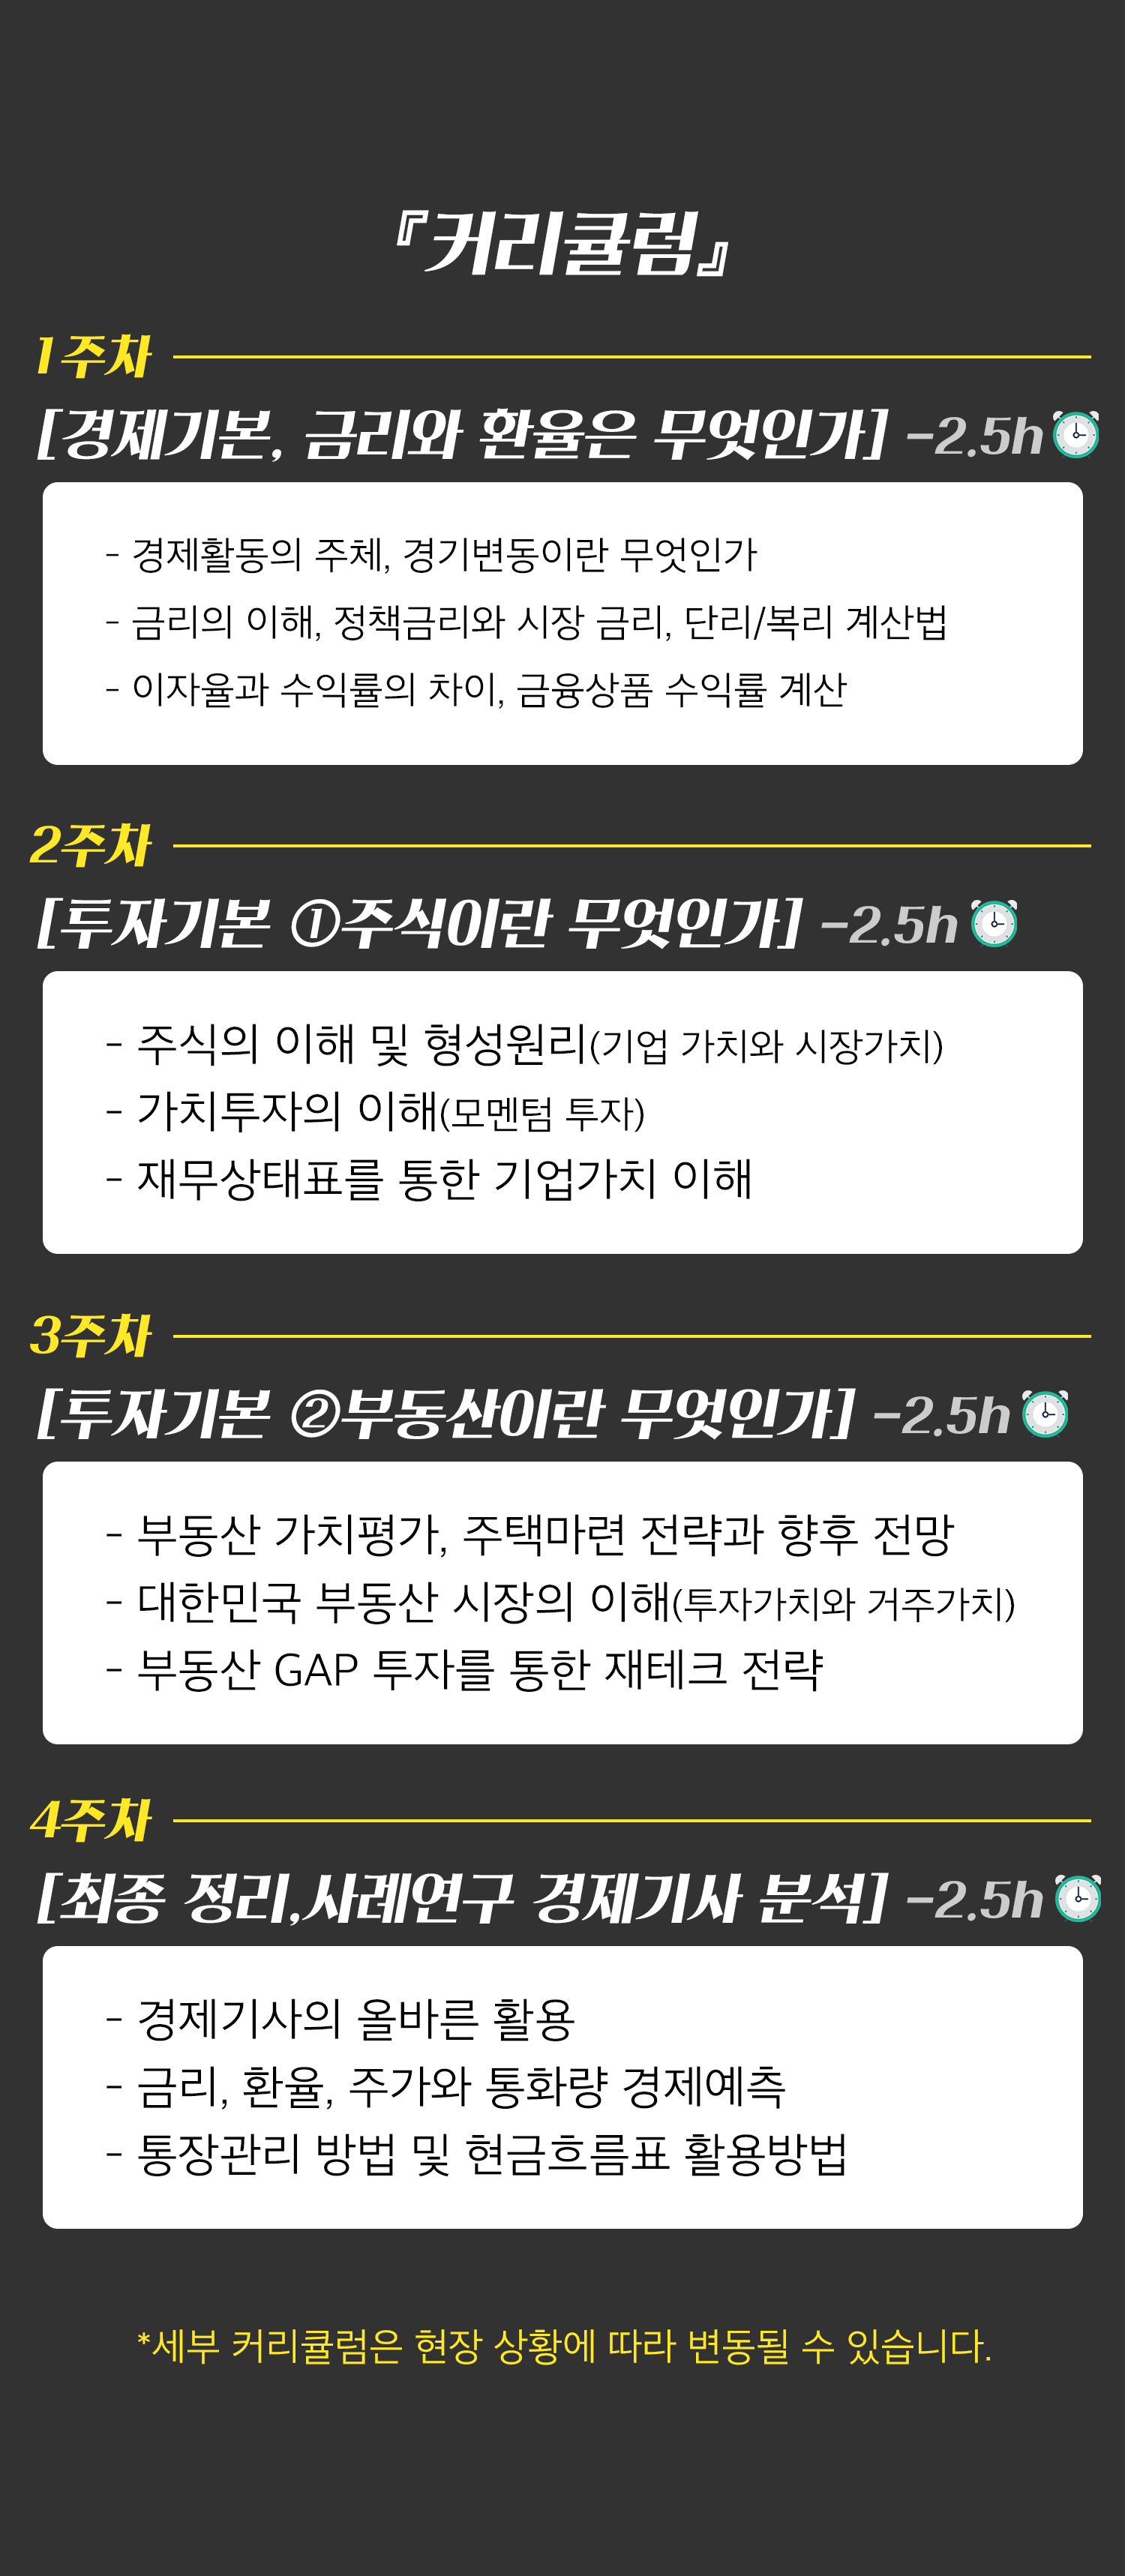 『커리큘럼』
1주차
[경제기본, 금리와 환율은 무엇인가] -2.5h
- 경제활동의 주체, 경기변동이란 무엇인가
- 금리의 이해, 정책금리와 시장 금리, 단리/복리 계산법
- 이자율과 수익률의 차이, 금융상품 수익률 계산
2주차
[투자기본 ①주식이란 무엇인가] -2.5h
- 주식의 이해 및 형성원리(기업 가치와 시장가치)
- 가치투자의 이해(모멘텀 투자)
- 재무상태표를 통한 기업가치 이해
3주차
[투자기본 ②부동산이란 무엇인가] -2.5h
- 부동산 가치평가, 주택마련 전략과 향후 전망
- 대한민국 부동산 시장의 이해(투자가치와 거주가치)
- 부동산 GAP 투자를 통한 재테크 전략
4주차
[최종 정리,사례연구 경제기사 분석] -2.5h
- 경제기사의 올바른 활용
- 금리, 환율, 주가와 통화량 경제예측
- 통장관리 방법 및 현금흐름표 활용방법
*세부 커리큘럼은 현장 상황에 따라 변동될 수 있습니다.